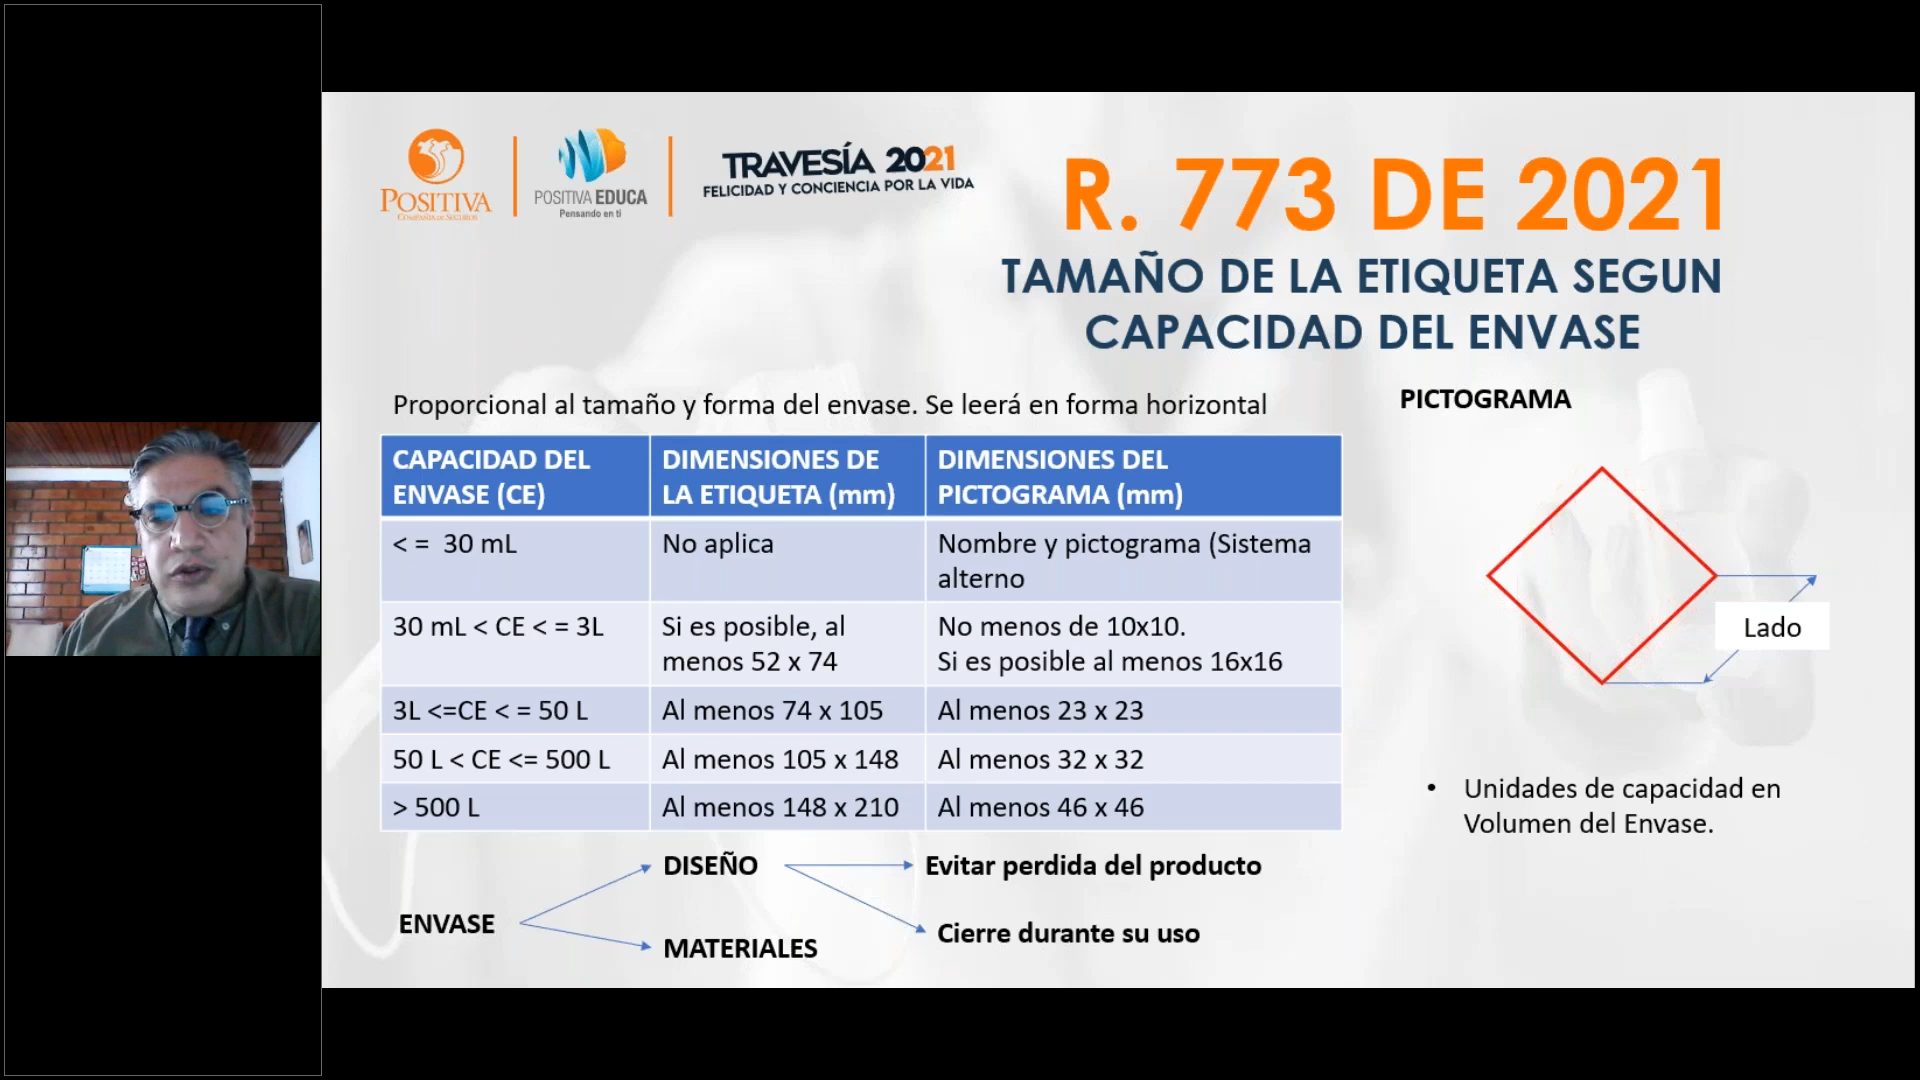 POSITIVA
COMPAÑÍA DE SEGUROS
POSITIVA EDUCA
Pensando en ti
TRAVESÍA 2021
FELICIDAD Y CONCIENCIA POR LA VIDA
R. 773 DE 2021
TAMAÑO DE LA ETIQUETA SEGUN
CAPACIDAD DEL ENVASE
Proporcional al tamaño y forma del envase. Se leerá en forma horizontal
CAPACIDAD DEL
ENVASE (CE)
DIMENSIONES DE
LA ETIQUETA (mm)
DIMENSIONES DEL
PICTOGRAMA (mm)
< = 30 mL
No aplica
Nombre y pictograma (Sistema
alterno
30 mL < CE < = 3L
Si es posible, al
menos 52 x 74
No menos de 10x10.
Si es posible al menos 16x16
3L <=CE < = 50 L
Al menos 74 x 105
Al menos 23 x 23
50 L < CE <= 500 L
Al menos 105 x 148
Al menos 32 x 32
> 500 L
Al menos 148 x 210
Al menos 46 x 46
PICTOGRAMA
Lado
• Unidades de capacidad en
Volumen del Envase.
ENVASE
DISEÑO
MATERIALES
Evitar perdida del producto
Cierre durante su uso